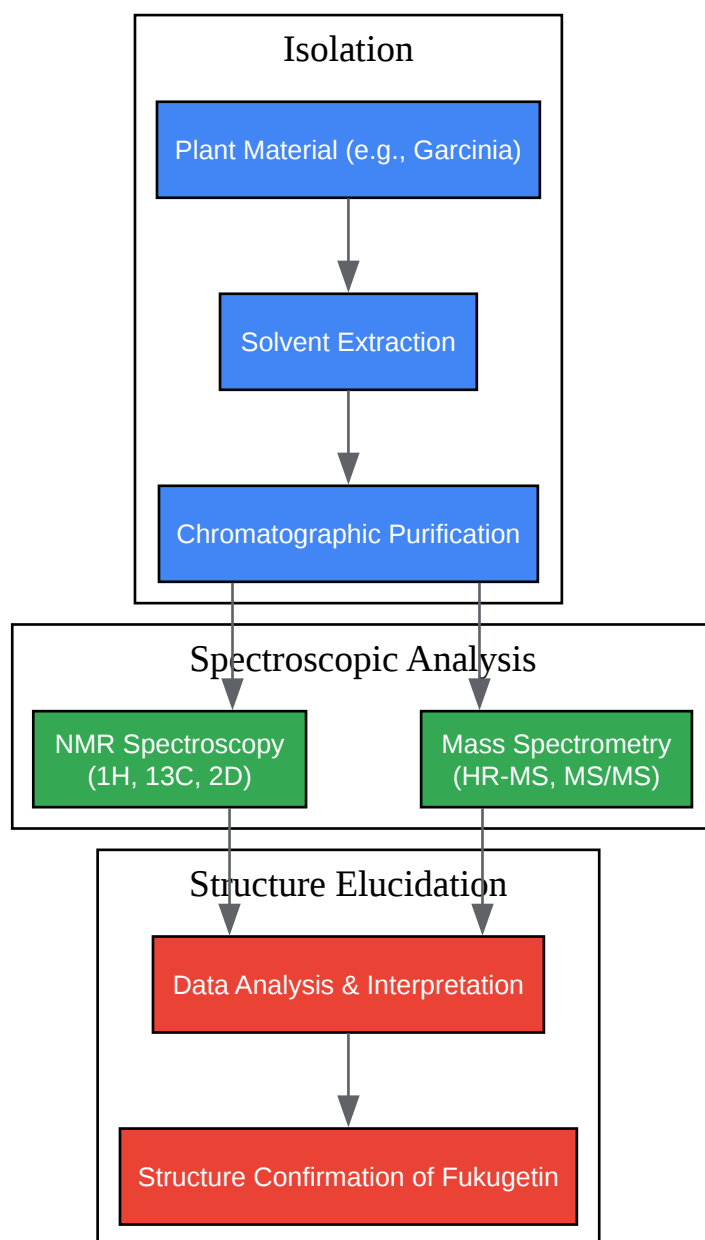 Isolation
Plant Material (e.g., Garcinia)
Solvent Extraction
Chromatographic Purification
Spectroscopic Analysis
NMR Spectroscopy
(1H, 13C, 2D)
Mass Spectrometry
(HR-MS, MS/MS)
Structure Elucidation
Data Analysis & Interpretation
Structure Confirmation of Fukugetin